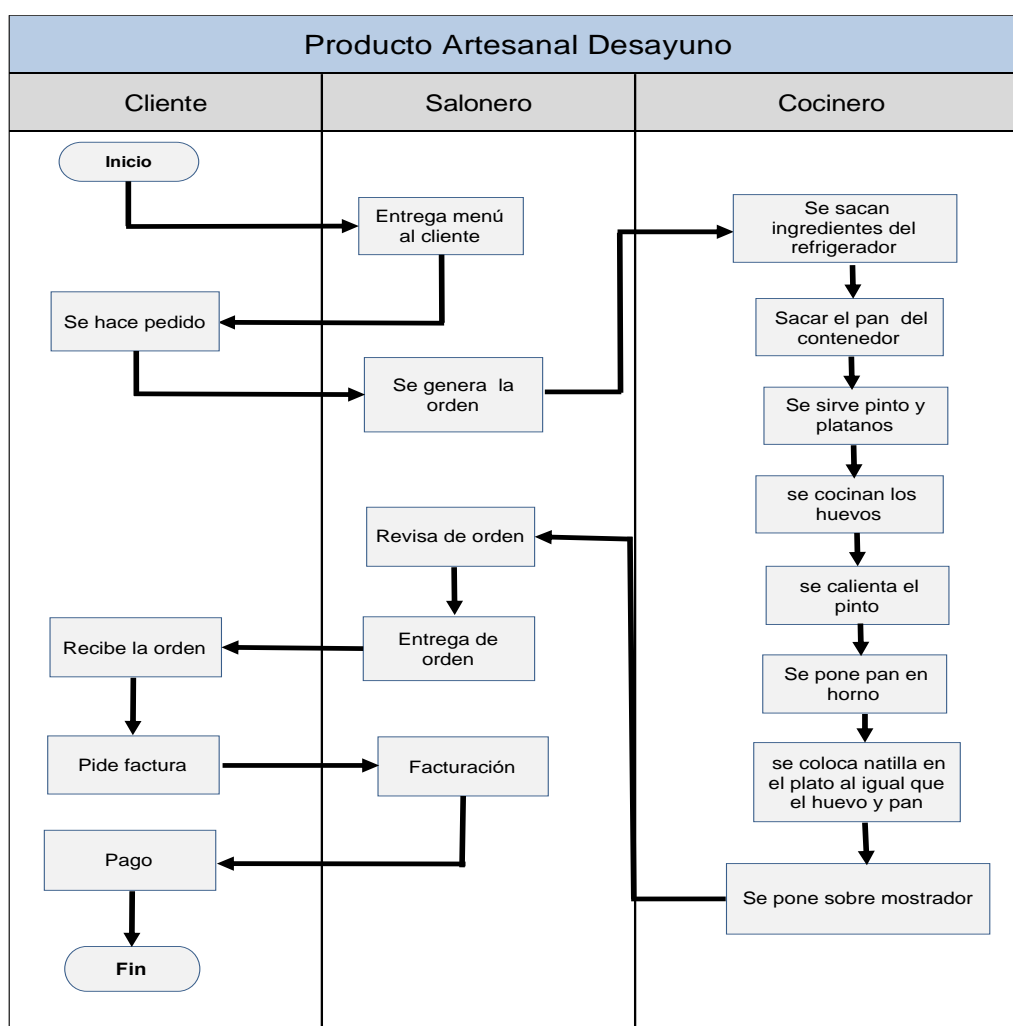 Producto Artesanal Desayuno
Cliente
Salonero
Cocinero
Inicio
Entrega menú
al cliente
Se hace pedido
Se genera la
orden
Se sacan
ingredientes del
refrigerador
Sacar el pan del
contenedor
Se sirve pinto y
platanos
se cocinan los
huevos
se calienta el
pinto
Se pone pan en
horno
se coloca natilla en
el plato al igual que
el huevo y pan
Se pone sobre mostrador
Revisa de orden
Entrega de
orden
Recibe la orden
Pide factura
Facturación
Pago
Fin